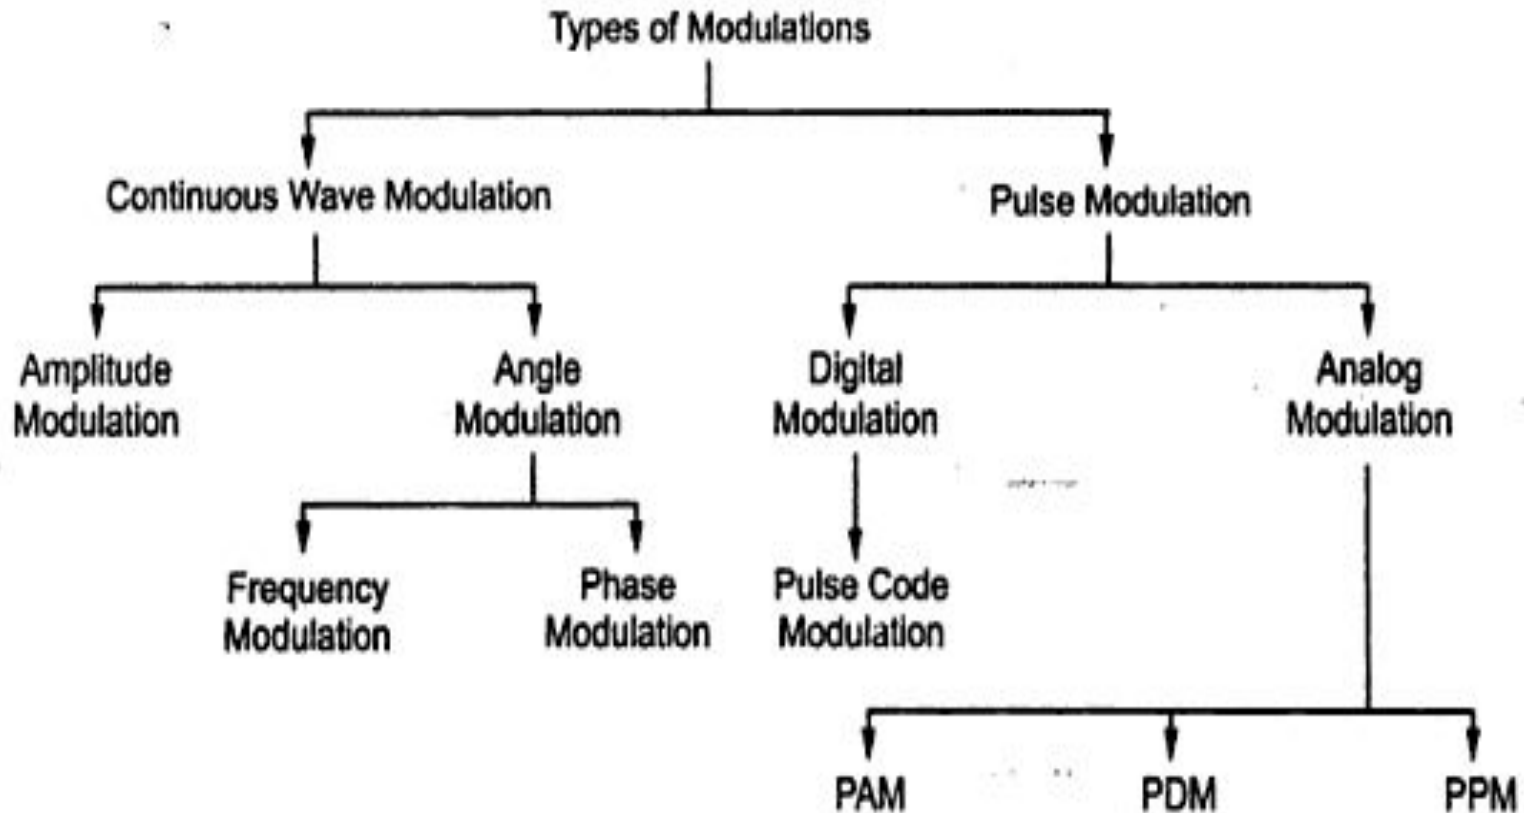 Types of Modulations
Continuous Wave Modulation
Pulse Modulation
Amplitude
Modulation
Angle
Modulation
Digital
Modulation
Analog
Modulation
Frequency
Modulation
Phase
Modulation
Pulse Code
Modulation
PAM
PDM
PPM